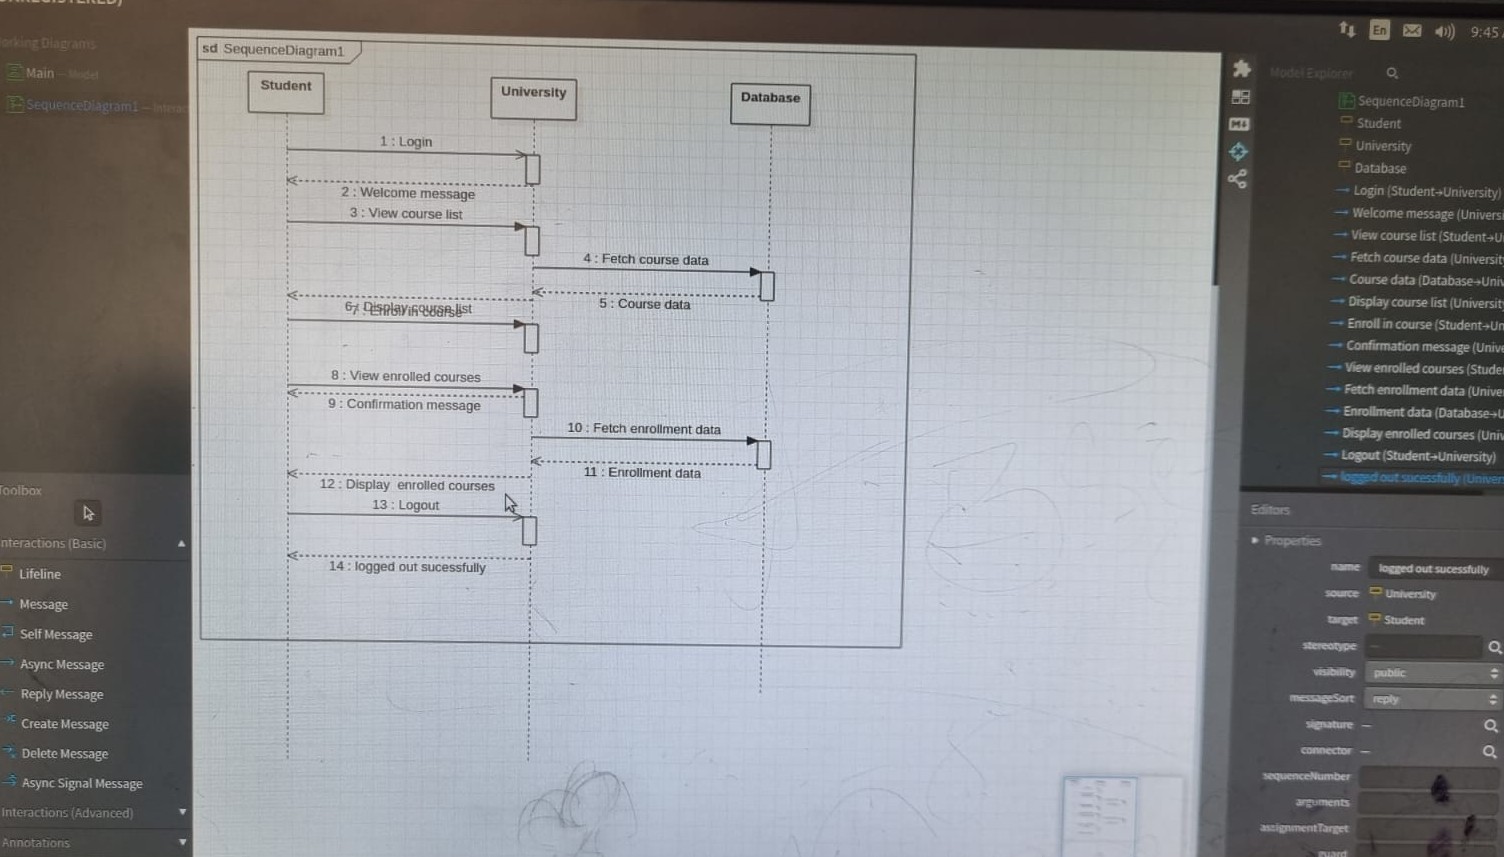 Main — Model
SequenceDiagram1
Toolbox
Interactions (Basic)
Lifeline
Message
Self Message
Async Message
Reply Message
Create Message
Delete Message
Async Signal Message
Interactions (Advanced)
Annotations
sd SequenceDiagram1
Student
University
Database
1 : Login
2 : Welcome message
3 : View course list
4 : Fetch course data
5 : Course data
6 : Display course list
7 : Enroll in course
8 : View enrolled courses
9 : Confirmation message
10 : Fetch enrollment data
11 : Enrollment data
12 : Display enrolled courses
13 : Logout
14 : logged out sucessfully
En
9:45
M↓
Model Explorer
SequenceDiagram1
Student
University
Database
Login (Student→University)
Welcome message (Univers
View course list (Student→U
Fetch course data (Universit
Course data (Database→Univ
Display course list (Universit
Enroll in course (Student→Un
Confirmation message (Unive
View enrolled courses (Stude
Fetch enrollment data (Unive
Enrollment data (Database→U
Display enrolled courses (Univ
Logout (Student→University)
logged out sucessfully (Univer
Editors
Properties
name logged out sucessfully
source University
target Student
stereotype —
visibility public
messageSort reply
signature —
connector —
sequenceNumber
arguments
assignmentTarget
guard